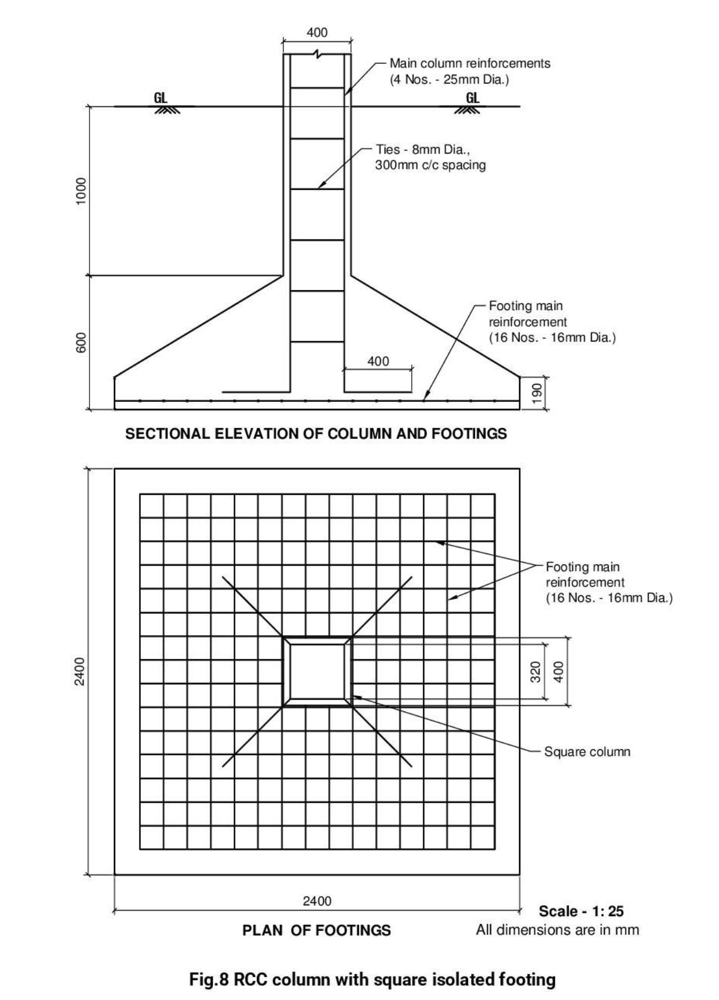 400
Main column reinforcements
(4 Nos. - 25mm Dia.)
GL
GL
Ties - 8mm Dia.,
300mm c/c spacing
1000
Footing main
reinforcement
(16 Nos. - 16mm Dia.)
600
400
190
SECTIONAL ELEVATION OF COLUMN AND FOOTINGS
Footing main
reinforcement
(16 Nos. - 16mm Dia.)
2400
320
400
Square column
2400
Scale - 1: 25
PLAN OF FOOTINGS
All dimensions are in mm
Fig.8 RCC column with square isolated footing